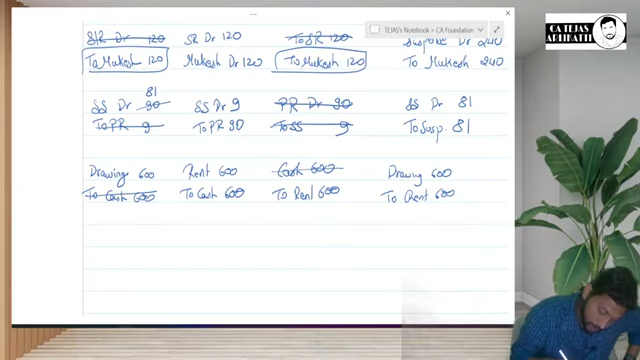 ...
TEJAS's Notebook > CA Foundation
CA TEJAS
ARLIKATTI
SR Dr 120 SR Dr 120 To SR 120 Suspense Dr 240
To Mukesh 120 Mukesh Dr 120 To Mukesh 120 To Mukesh 240
81
SS Dr 90 SS Dr 9 PR Dr 90 SS Dr 81
To PR 9 To PR 90 To SS 9 To Susp. 81
Drawings 600 Rent 600 Cash 600 Drawing 600
To Cash 600 To Cash 600 To Rent 600 To Rent 600